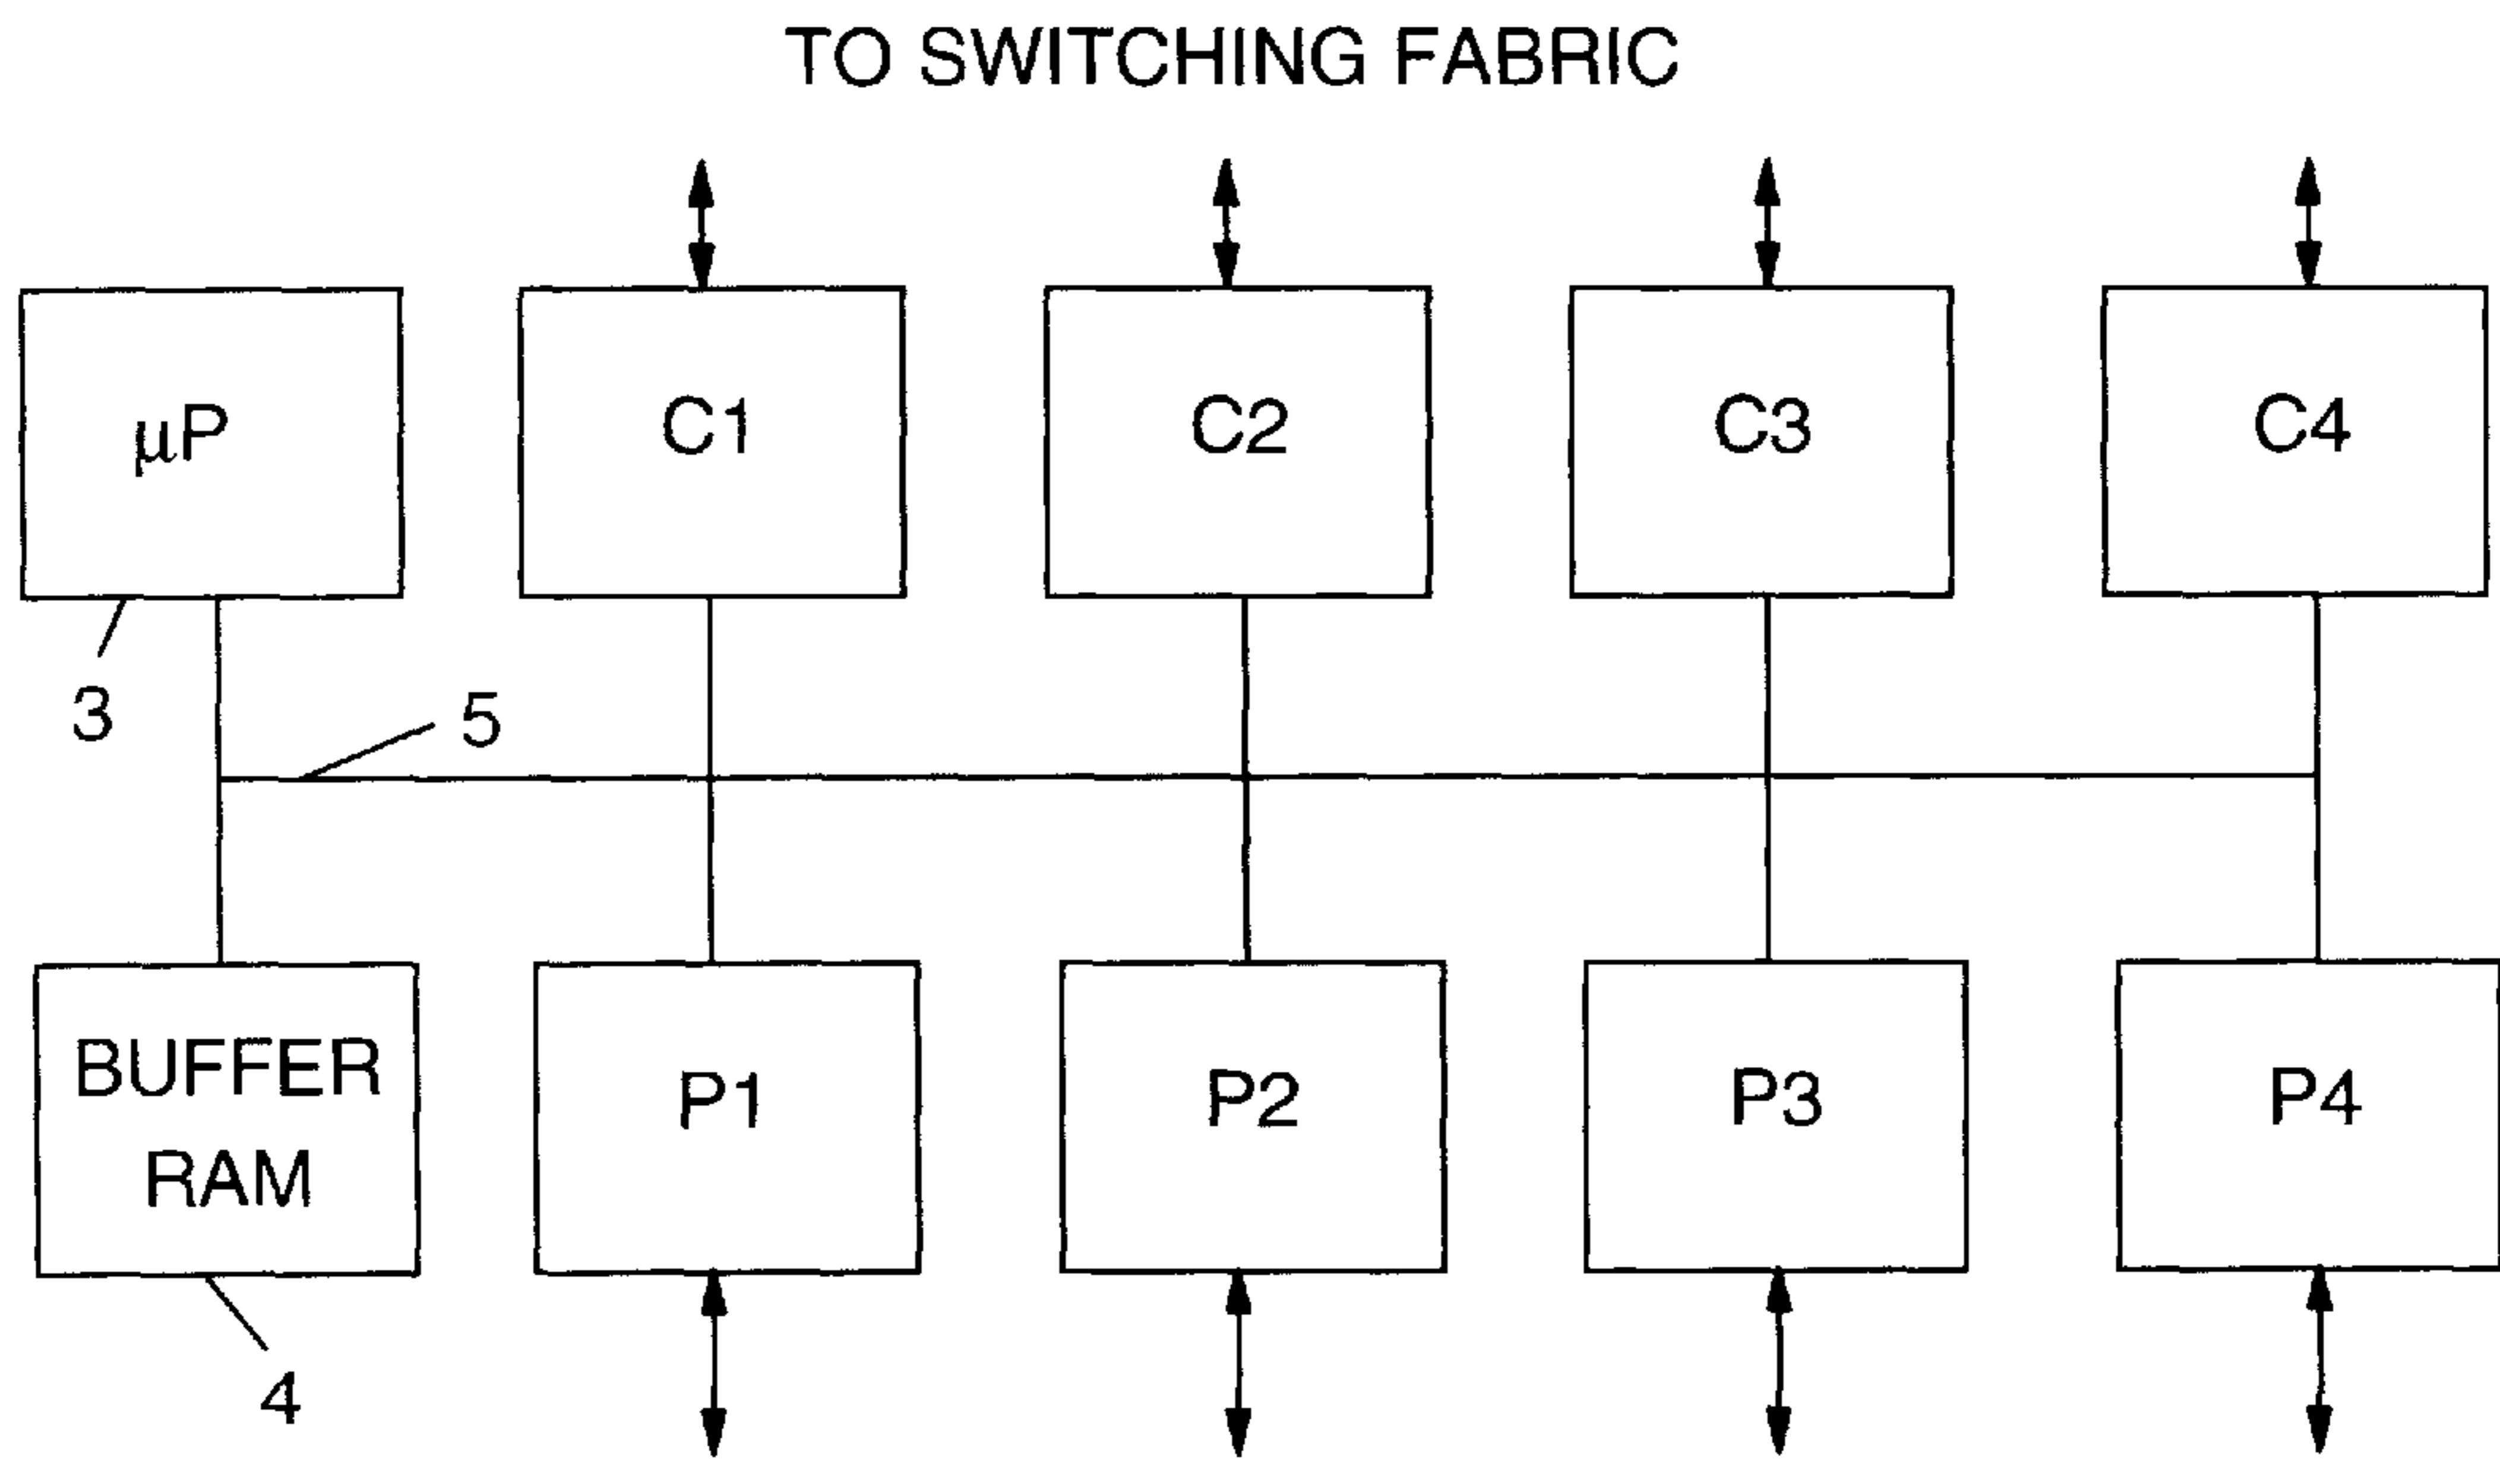 TO SWITCHING FABRIC
μP
C1
C2
C3
C4
3
5
BUFFER
RAM
P1
P2
P3
P4
4